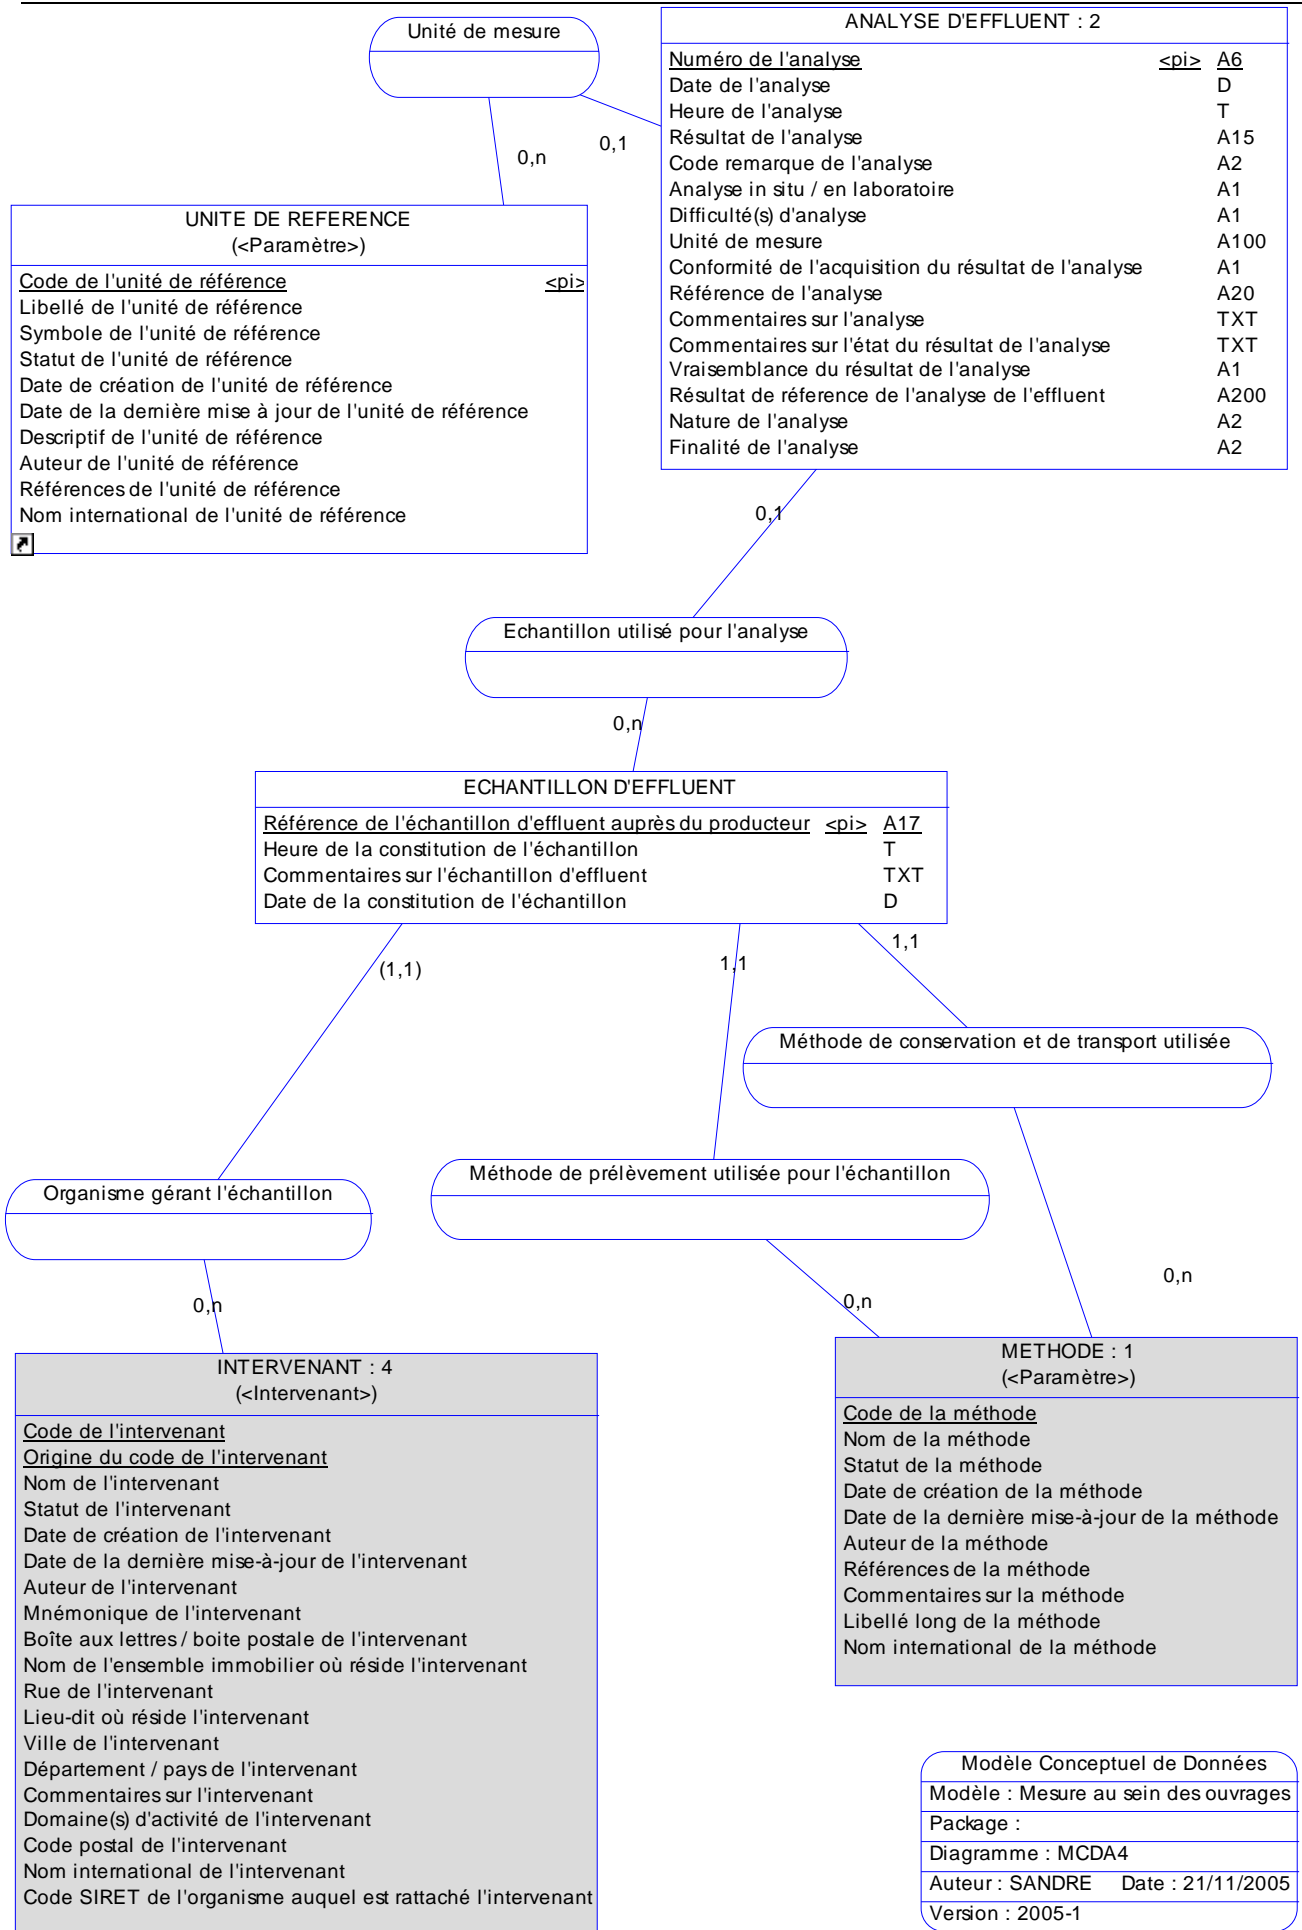 Unité de mesure
0,n
0,1
ANALYSE D'EFFLUENT : 2
Numéro de l'analyse <pi> A6
Date de l'analyse D
Heure de l'analyse T
Résultat de l'analyse A15
Code remarque de l'analyse A2
Analyse in situ / en laboratoire A1
Difficulté(s) d'analyse A1
Unité de mesure A100
Conformité de l'acquisition du résultat de l'analyse A1
Référence de l'analyse A20
Commentaires sur l'analyse TXT
Commentaires sur l'état du résultat de l'analyse TXT
Vraisemblance du résultat de l'analyse A1
Résultat de réference de l'analyse de l'effluent A200
Nature de l'analyse A2
Finalité de l'analyse A2
UNITE DE REFERENCE
(<Paramètre>)
Code de l'unité de référence <pi>
Libellé de l'unité de référence
Symbole de l'unité de référence
Statut de l'unité de référence
Date de création de l'unité de référence
Date de la dernière mise à jour de l'unité de référence
Descriptif de l'unité de référence
Auteur de l'unité de référence
Références de l'unité de référence
Nom international de l'unité de référence
0,1
Echantillon utilisé pour l'analyse
0,n
ECHANTILLON D'EFFLUENT
Référence de l'échantillon d'effluent auprès du producteur <pi> A17
Heure de la constitution de l'échantillon T
Commentaires sur l'échantillon d'effluent TXT
Date de la constitution de l'échantillon D
(1,1)
1,1
1,1
Méthode de conservation et de transport utilisée
Méthode de prélèvement utilisée pour l'échantillon
Organisme gérant l'échantillon
0,n
0,n
0,n
INTERVENANT : 4
(<Intervenant>)
Code de l'intervenant
Origine du code de l'intervenant
Nom de l'intervenant
Statut de l'intervenant
Date de création de l'intervenant
Date de la dernière mise-à-jour de l'intervenant
Auteur de l'intervenant
Mnémonique de l'intervenant
Boîte aux lettres / boite postale de l'intervenant
Nom de l'ensemble immobilier où réside l'intervenant
Rue de l'intervenant
Lieu-dit où réside l'intervenant
Ville de l'intervenant
Département / pays de l'intervenant
Commentaires sur l'intervenant
Domaine(s) d'activité de l'intervenant
Code postal de l'intervenant
Nom international de l'intervenant
Code SIRET de l'organisme auquel est rattaché l'intervenant
METHODE : 1
(<Paramètre>)
Code de la méthode
Nom de la méthode
Statut de la méthode
Date de création de la méthode
Date de la dernière mise-à-jour de la méthode
Auteur de la méthode
Références de la méthode
Commentaires sur la méthode
Libellé long de la méthode
Nom international de la méthode
Modèle Conceptuel de Données
Modèle : Mesure au sein des ouvrages
Package :
Diagramme : MCDA4
Auteur : SANDRE Date : 21/11/2005
Version : 2005-1